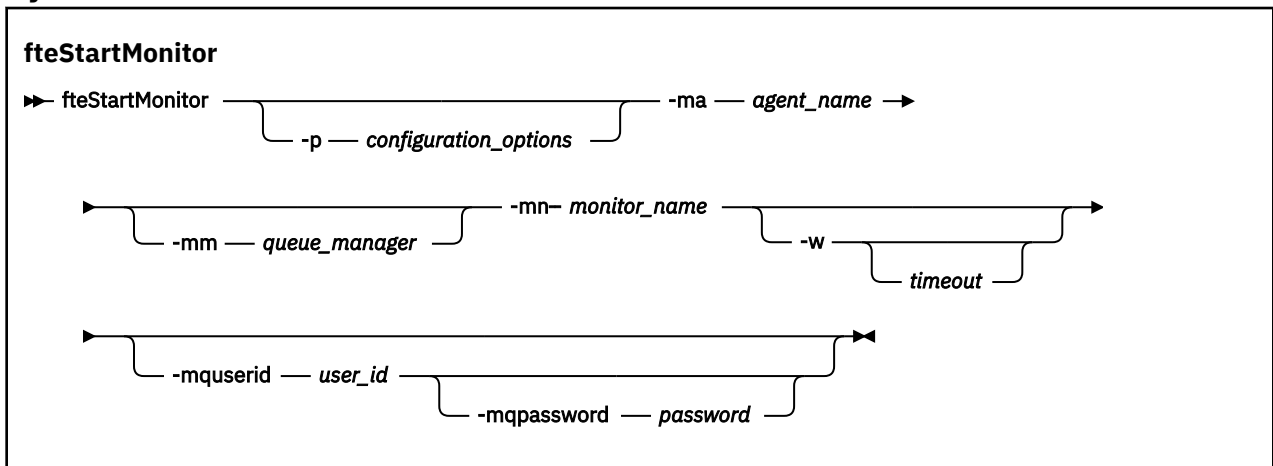 fteStartMonitor
fteStartMonitor -ma agent_name
-p configuration_options
-mn monitor_name
-mm queue_manager
-w
timeout
-mquserid user_id
-mqpassword password